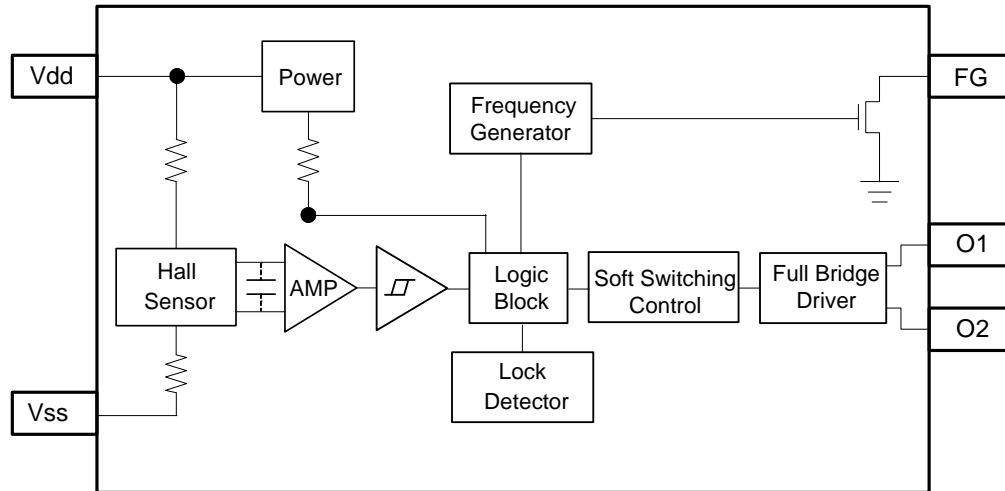 Vdd
Power
FG
Frequency
Generator
Hall
Sensor
AMP
Logic
Block
Soft Switching
Control
Full Bridge
Driver
O1
O2
Lock
Detector
Vss